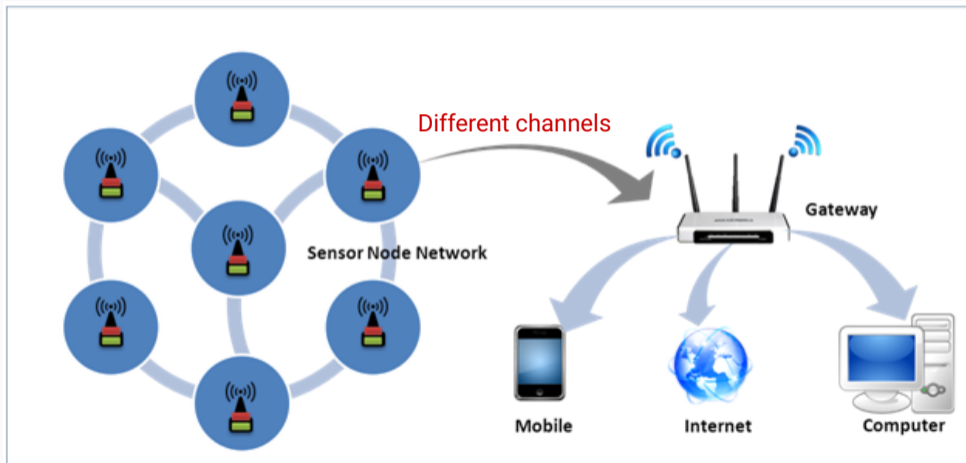 Different channels
Gateway
Sensor Node Network
Mobile
Internet
Computer